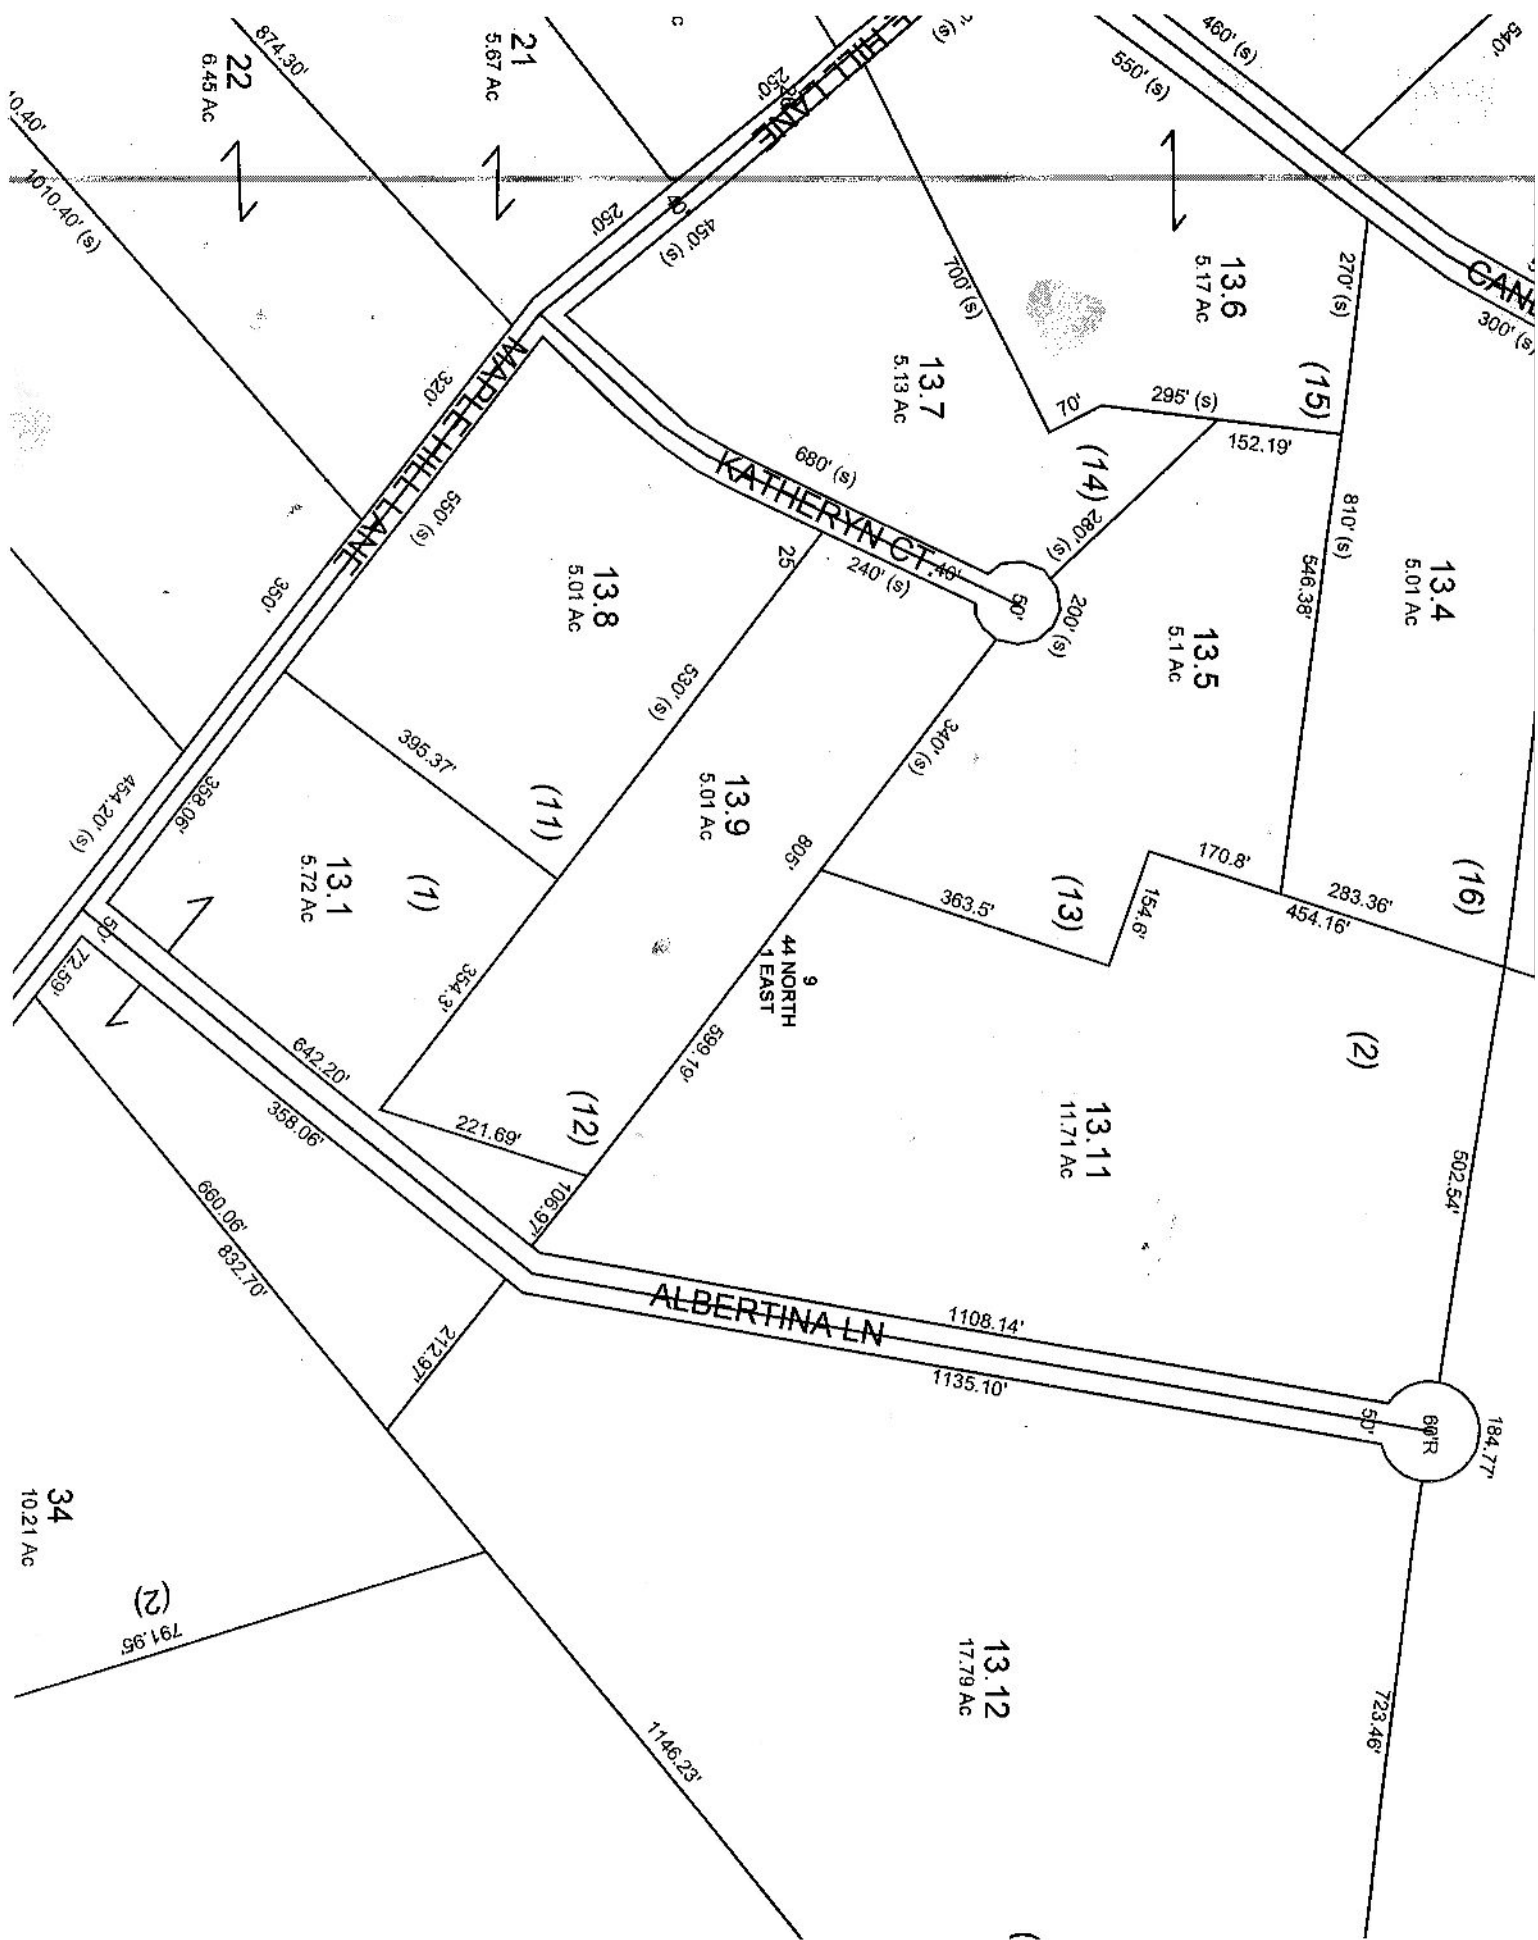 540'
460' (s)
550' (s)
CAN
300' (s)
HILL LANE
250'
874.30'
21
5.67 Ac
22
6.45 Ac
1010.40' (s)
250'
40'
450' (s)
700' (s)
13.6
5.17 Ac
270' (s)
(15)
295' (s)
152.19'
70'
13.7
5.13 Ac
(14)
280' (s)
680' (s)
KATHERYN CT.
40'
50'
200' (s)
240' (s)
25
MAPLE HILL LANE
320'
550' (s)
350'
13.8
5.01 Ac
530' (s)
810' (s)
546.38'
13.4
5.01 Ac
13.5
5.1 Ac
340' (s)
395.37'
(11)
13.9
5.01 Ac
805'
358.06'
454.20' (s)
13.1
5.72 Ac
(1)
363.5'
(13)
154.6'
170.8'
283.36'
454.16'
(16)
50'
72.59'
354.3'
9
44 NORTH
1 EAST
599.19'
(2)
642.20'
358.06'
221.69'
(12)
106.97'
13.11
11.71 Ac
502.54'
660.06'
832.70'
212.97'
ALBERTINA LN
1108.14'
1135.10'
50'
60'R
184.77'
34
10.21 Ac
(2)
791.95'
13.12
17.79 Ac
723.46'
1146.23'